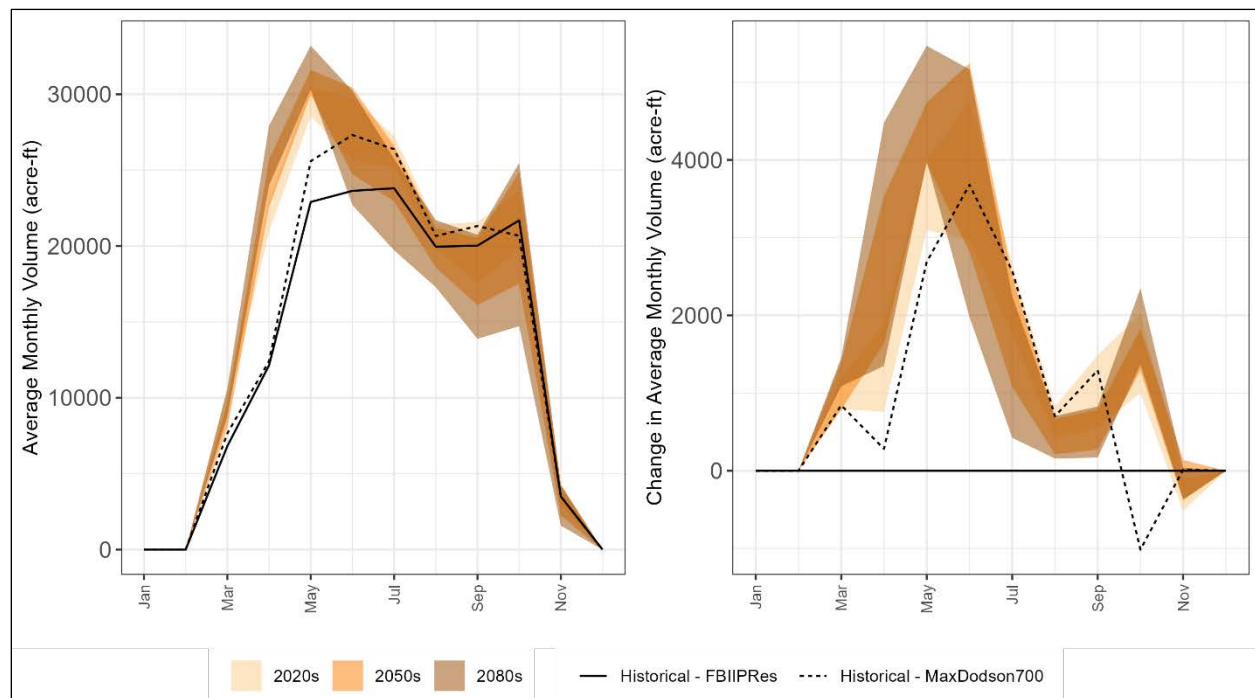 Average Monthly Volume (acre-ft)
30000
20000
10000
0
Jan
Mar
May
Jul
Sep
Nov
Change in Average Monthly Volume (acre-ft)
4000
2000
0
Jan
Mar
May
Jul
Sep
Nov
2020s 2050s 2080s Historical - FBIIPRes Historical - MaxDodson700